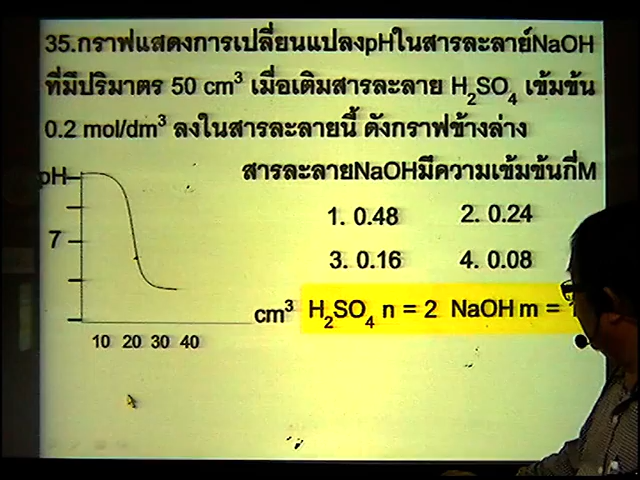 35.กราฟแสดงการเปลี่ยนแปลงpHในสารละลาย์NaOH
ที่มีปริมาตร 50 cm³ เมื่อเติมสารละลาย H₂SO₄ เข้มข้น
0.2 mol/dm³ ลงในสารละลายนี้ ดังกราฟข้างล่าง
สารละลายNaOHมีความเข้มข้นกี่M
pH
1. 0.48 2. 0.24
7
3. 0.16 4. 0.08
cm³
H₂SO₄ n = 2 NaOH m = 1
10 20 30 40